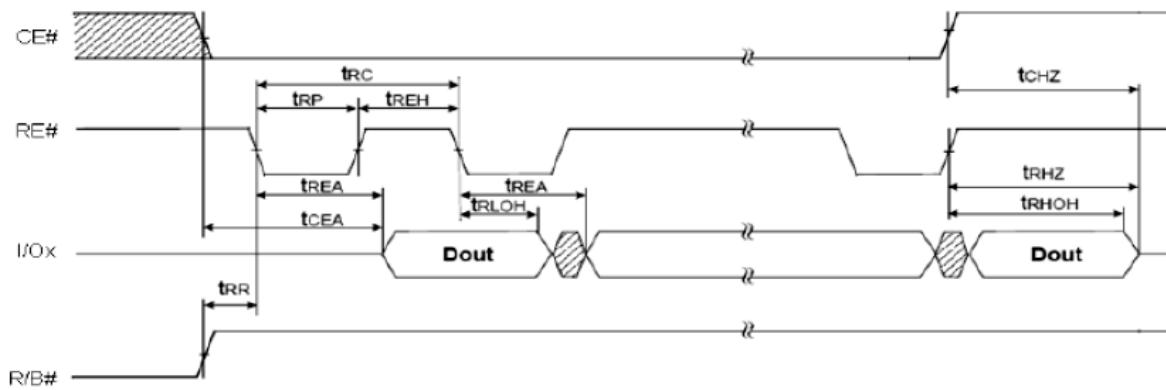 CE#
tRC
tCHZ
tRP
tREH
RE#
tREA
tREA
tRHZ
tCEA
tRLOH
tRHOH
I/Ox
Dout
Dout
tRR
R/B#